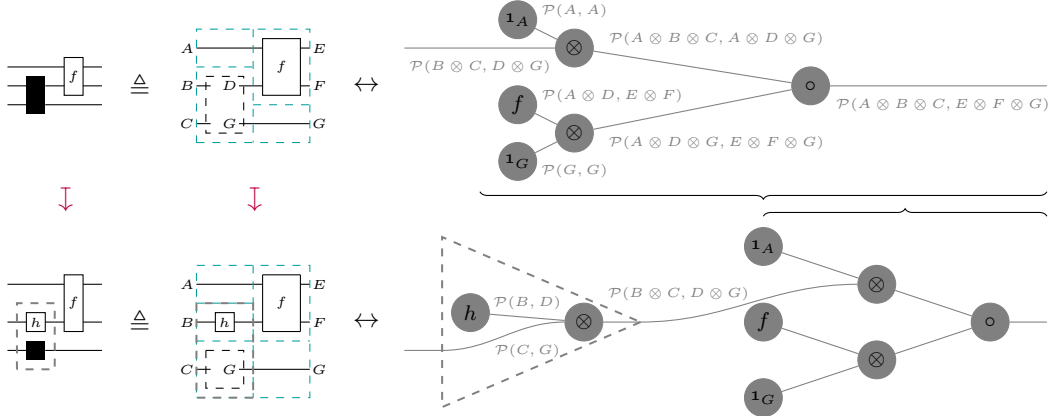 𝟏_A 𝒫(A, A)
A E
f ≜ f ↔ ⊗ 𝒫(A ⊗ B ⊗ C, A ⊗ D ⊗ G)
𝒫(B ⊗ C, D ⊗ G)
B D F ∘
f 𝒫(A ⊗ D, E ⊗ F) 𝒫(A ⊗ B ⊗ C, E ⊗ F ⊗ G)
C G G ⊗
𝒫(A ⊗ D ⊗ G, E ⊗ F ⊗ G)
𝟏_G 𝒫(G, G)
↧ ↧
𝟏_A
A E ⊗
f f 𝒫(B, D) 𝒫(B ⊗ C, D ⊗ G)
h ≜ B h F ↔ h ⊗ f ∘
𝒫(C, G)
C G G ⊗
𝟏_G